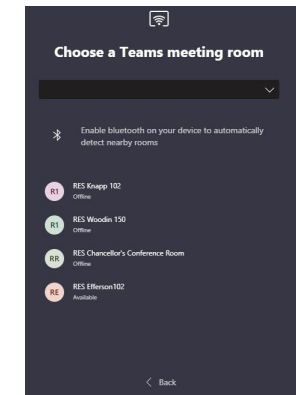 Choose a Teams meeting room
Enable bluetooth on your device to automatically
detect nearby rooms
R1
RES Knapp 102
Offline
R1
RES Woodin 150
Offline
RR
RES Chancellor's Conference Room
Offline
RE
RES Efferson102
Available
Back